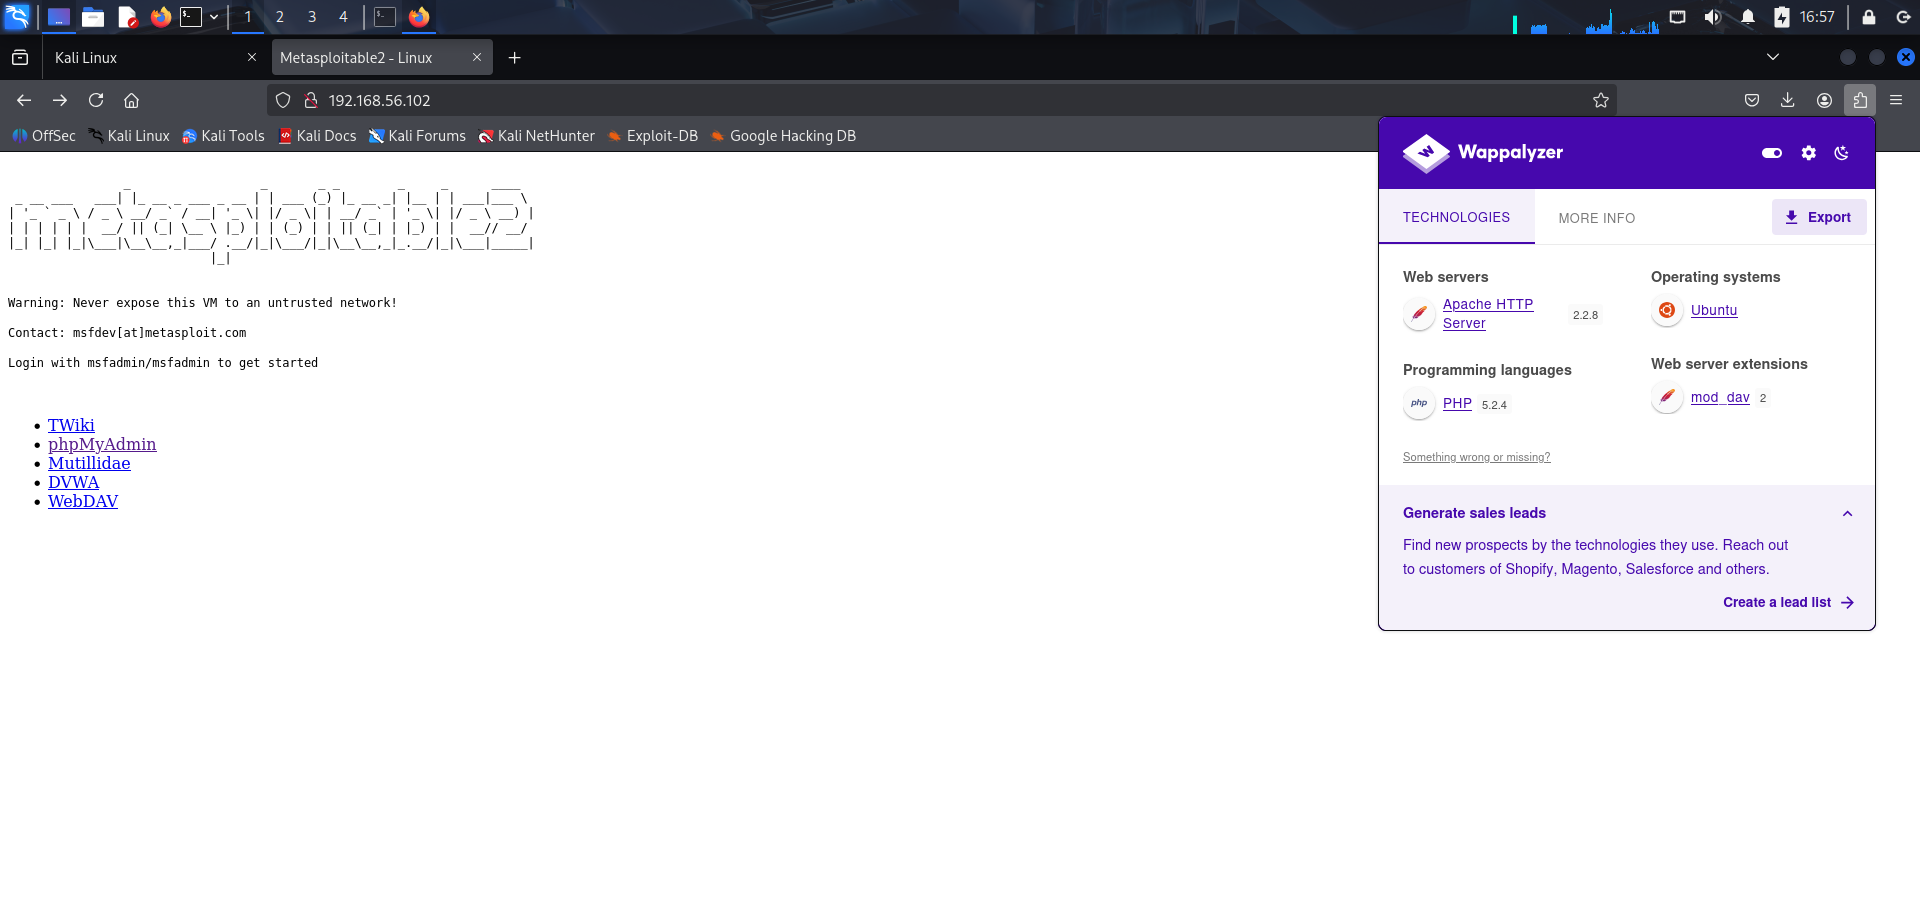 1 2 3 4 16:57
Kali Linux
Metasploitable2 - Linux
192.168.56.102
OffSec Kali Linux Kali Tools Kali Docs Kali Forums Kali NetHunter Exploit-DB Google Hacking DB
metasploitable2
Warning: Never expose this VM to an untrusted network!
Contact: msfdev[at]metasploit.com
Login with msfadmin/msfadmin to get started
TWiki
phpMyAdmin
Mutillidae
DVWA
WebDAV
Wappalyzer
TECHNOLOGIES MORE INFO Export
Web servers
Apache HTTP
Server 2.2.8
Programming languages
php PHP 5.2.4
Operating systems
Ubuntu
Web server extensions
mod_dav 2
Something wrong or missing?
Generate sales leads
Find new prospects by the technologies they use. Reach out
to customers of Shopify, Magento, Salesforce and others.
Create a lead list